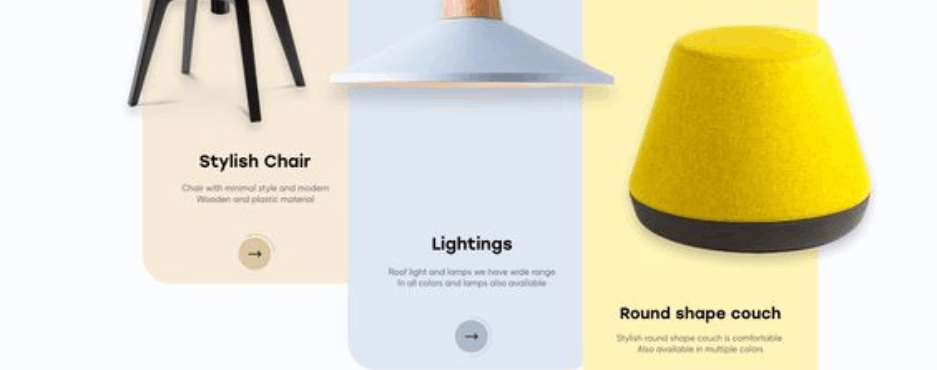 Stylish Chair
Chair with minimal style and modern
Wooden and plastic material
Lightings
Roof light and lamps we have wide range
In all colors and lamps also available
Round shape couch
Stylish round shape couch is comfortable
Also available in multiple colors